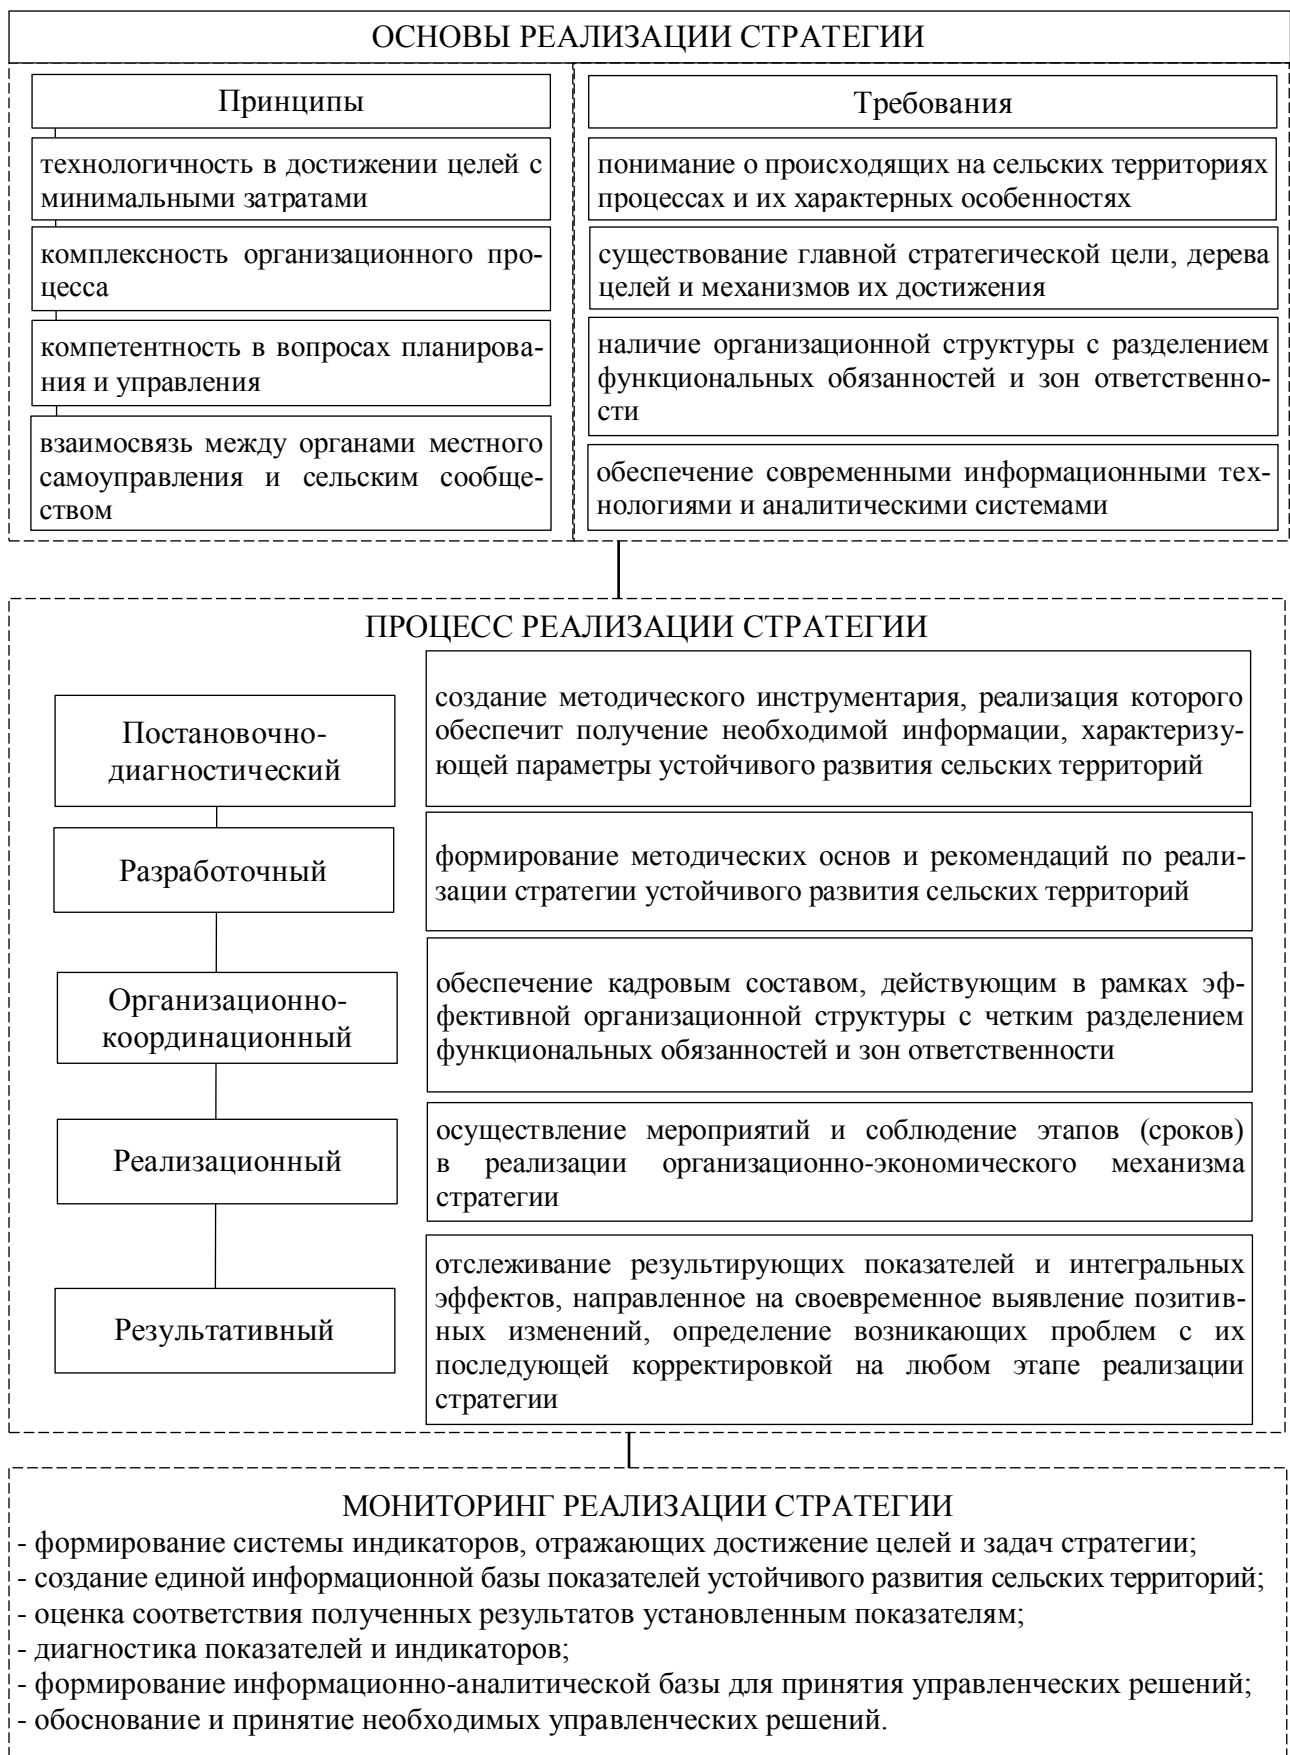 ОСНОВЫ РЕАЛИЗАЦИИ СТРАТЕГИИ
Принципы
технологичность в достижении целей с
минимальными затратами
комплексность организационного про-
цесса
компетентность в вопросах планирова-
ния и управления
взаимосвязь между органами местного
самоуправления и сельским сообще-
ством
Требования
понимание о происходящих на сельских территориях
процессах и их характерных особенностях
существование главной стратегической цели, дерева
целей и механизмов их достижения
наличие организационной структуры с разделением
функциональных обязанностей и зон ответственно-
сти
обеспечение современными информационными тех-
нологиями и аналитическими системами
ПРОЦЕСС РЕАЛИЗАЦИИ СТРАТЕГИИ
Постановочно-
диагностический
создание методического инструментария, реализация которого
обеспечит получение необходимой информации, характеризу-
ющей параметры устойчивого развития сельских территорий
Разработочный
формирование методических основ и рекомендаций по реали-
зации стратегии устойчивого развития сельских территорий
Организационно-
координационный
обеспечение кадровым составом, действующим в рамках эф-
фективной организационной структуры с четким разделением
функциональных обязанностей и зон ответственности
Реализационный
осуществление мероприятий и соблюдение этапов (сроков)
в реализации организационно-экономического механизма
стратегии
Результативный
отслеживание результирующих показателей и интегральных
эффектов, направленное на своевременное выявление позитив-
ных изменений, определение возникающих проблем с их
последующей корректировкой на любом этапе реализации
стратегии
МОНИТОРИНГ РЕАЛИЗАЦИИ СТРАТЕГИИ
- формирование системы индикаторов, отражающих достижение целей и задач стратегии;
- создание единой информационной базы показателей устойчивого развития сельских территорий;
- оценка соответствия полученных результатов установленным показателям;
- диагностика показателей и индикаторов;
- формирование информационно-аналитической базы для принятия управленческих решений;
- обоснование и принятие необходимых управленческих решений.